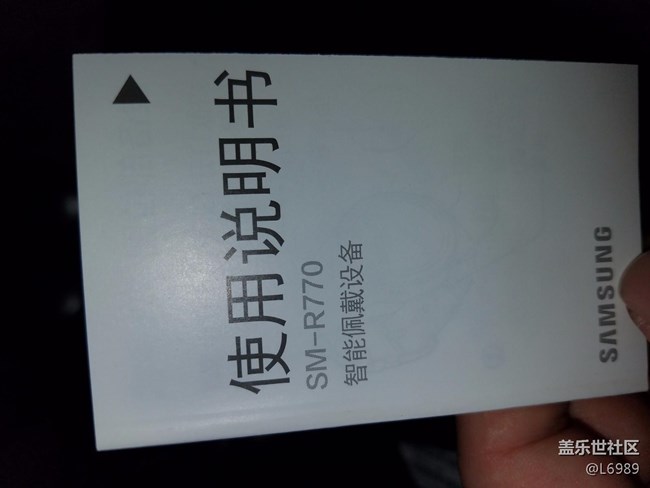 使用说明书
SM-R770
智能佩戴设备
SAMSUNG
盖乐世社区
@L6989